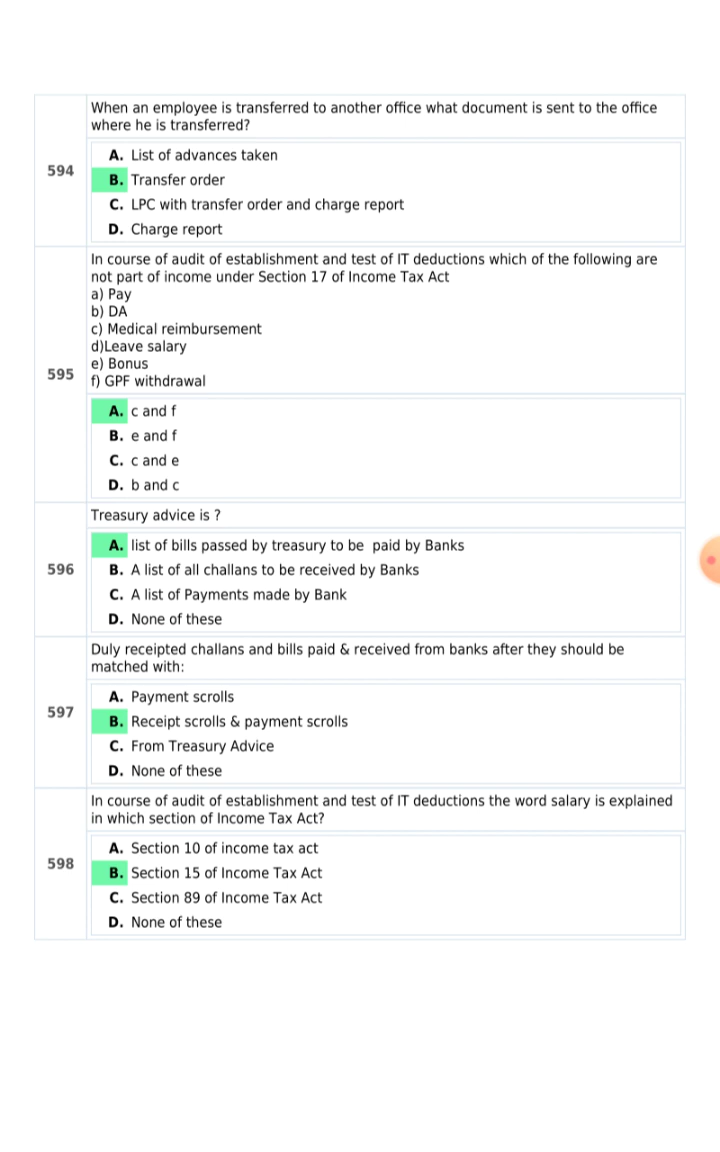 When an employee is transferred to another office what document is sent to the office
where he is transferred?
594
A. List of advances taken
B. Transfer order
C. LPC with transfer order and charge report
D. Charge report
In course of audit of establishment and test of IT deductions which of the following are
not part of income under Section 17 of Income Tax Act
a) Pay
b) DA
c) Medical reimbursement
d)Leave salary
e) Bonus
f) GPF withdrawal
595
A. c and f
B. e and f
C. c and e
D. b and c
Treasury advice is ?
596
A. list of bills passed by treasury to be paid by Banks
B. A list of all challans to be received by Banks
C. A list of Payments made by Bank
D. None of these
Duly receipted challans and bills paid & received from banks after they should be
matched with:
597
A. Payment scrolls
B. Receipt scrolls & payment scrolls
C. From Treasury Advice
D. None of these
In course of audit of establishment and test of IT deductions the word salary is explained
in which section of Income Tax Act?
598
A. Section 10 of income tax act
B. Section 15 of Income Tax Act
C. Section 89 of Income Tax Act
D. None of these